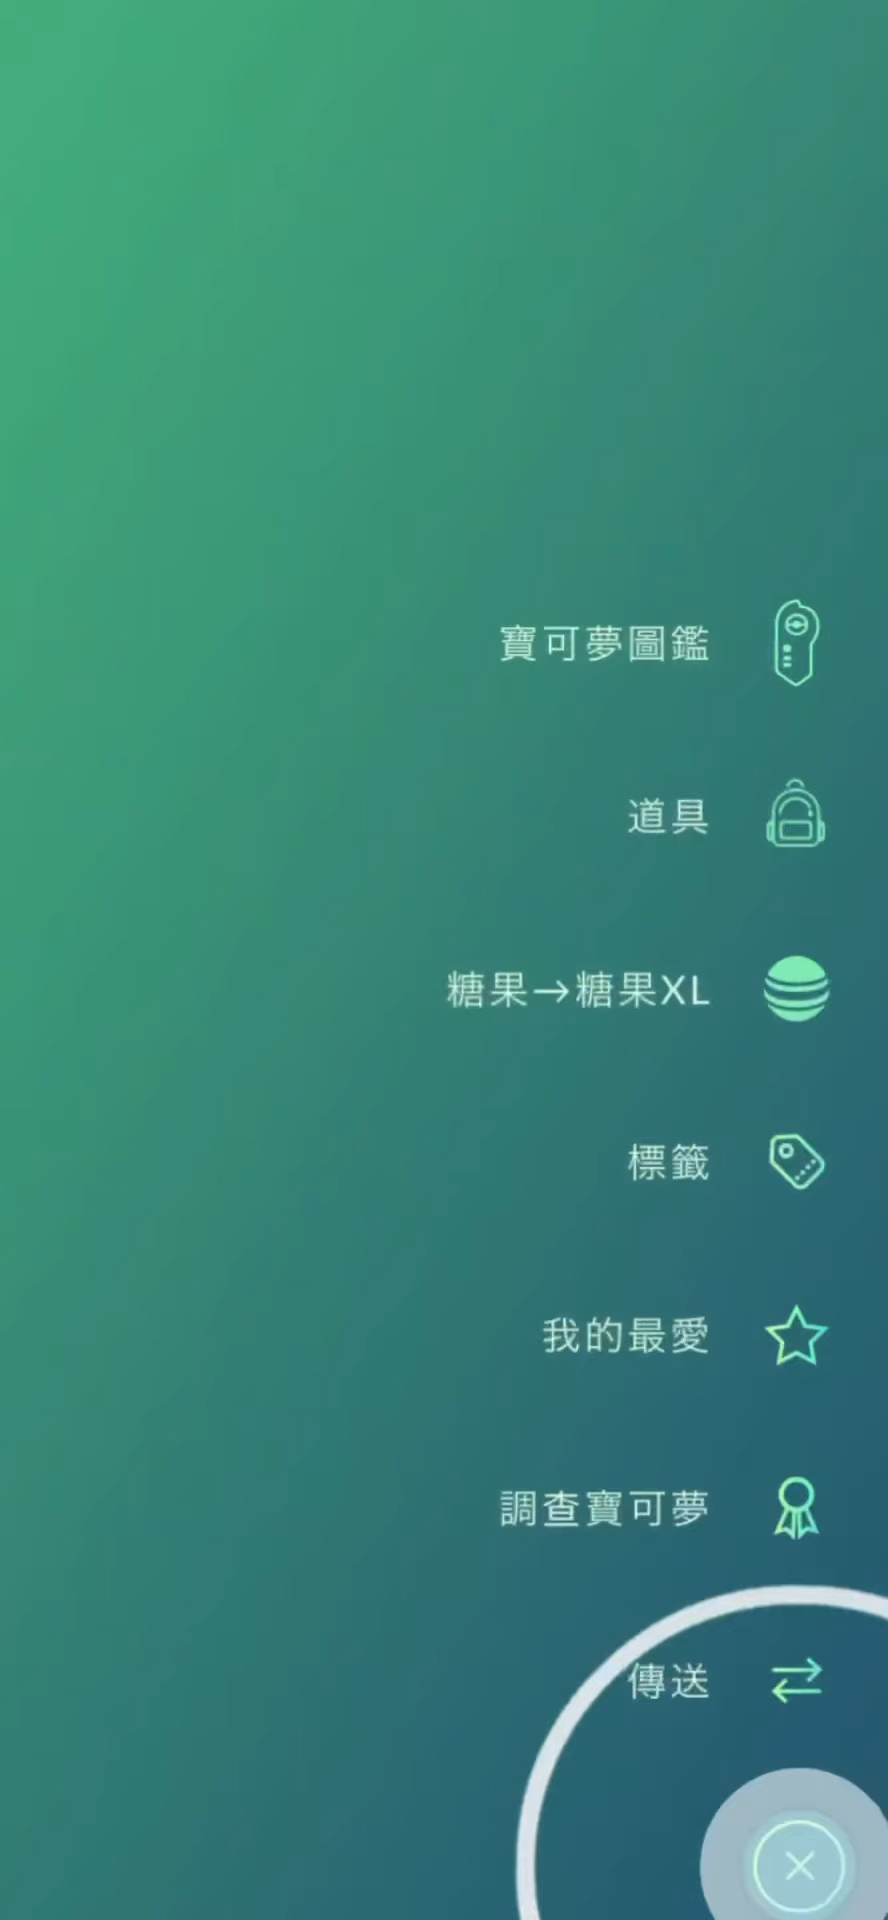 寶可夢圖鑑
道具
糖果→糖果XL
標籤
我的最愛
調查寶可夢
傳送